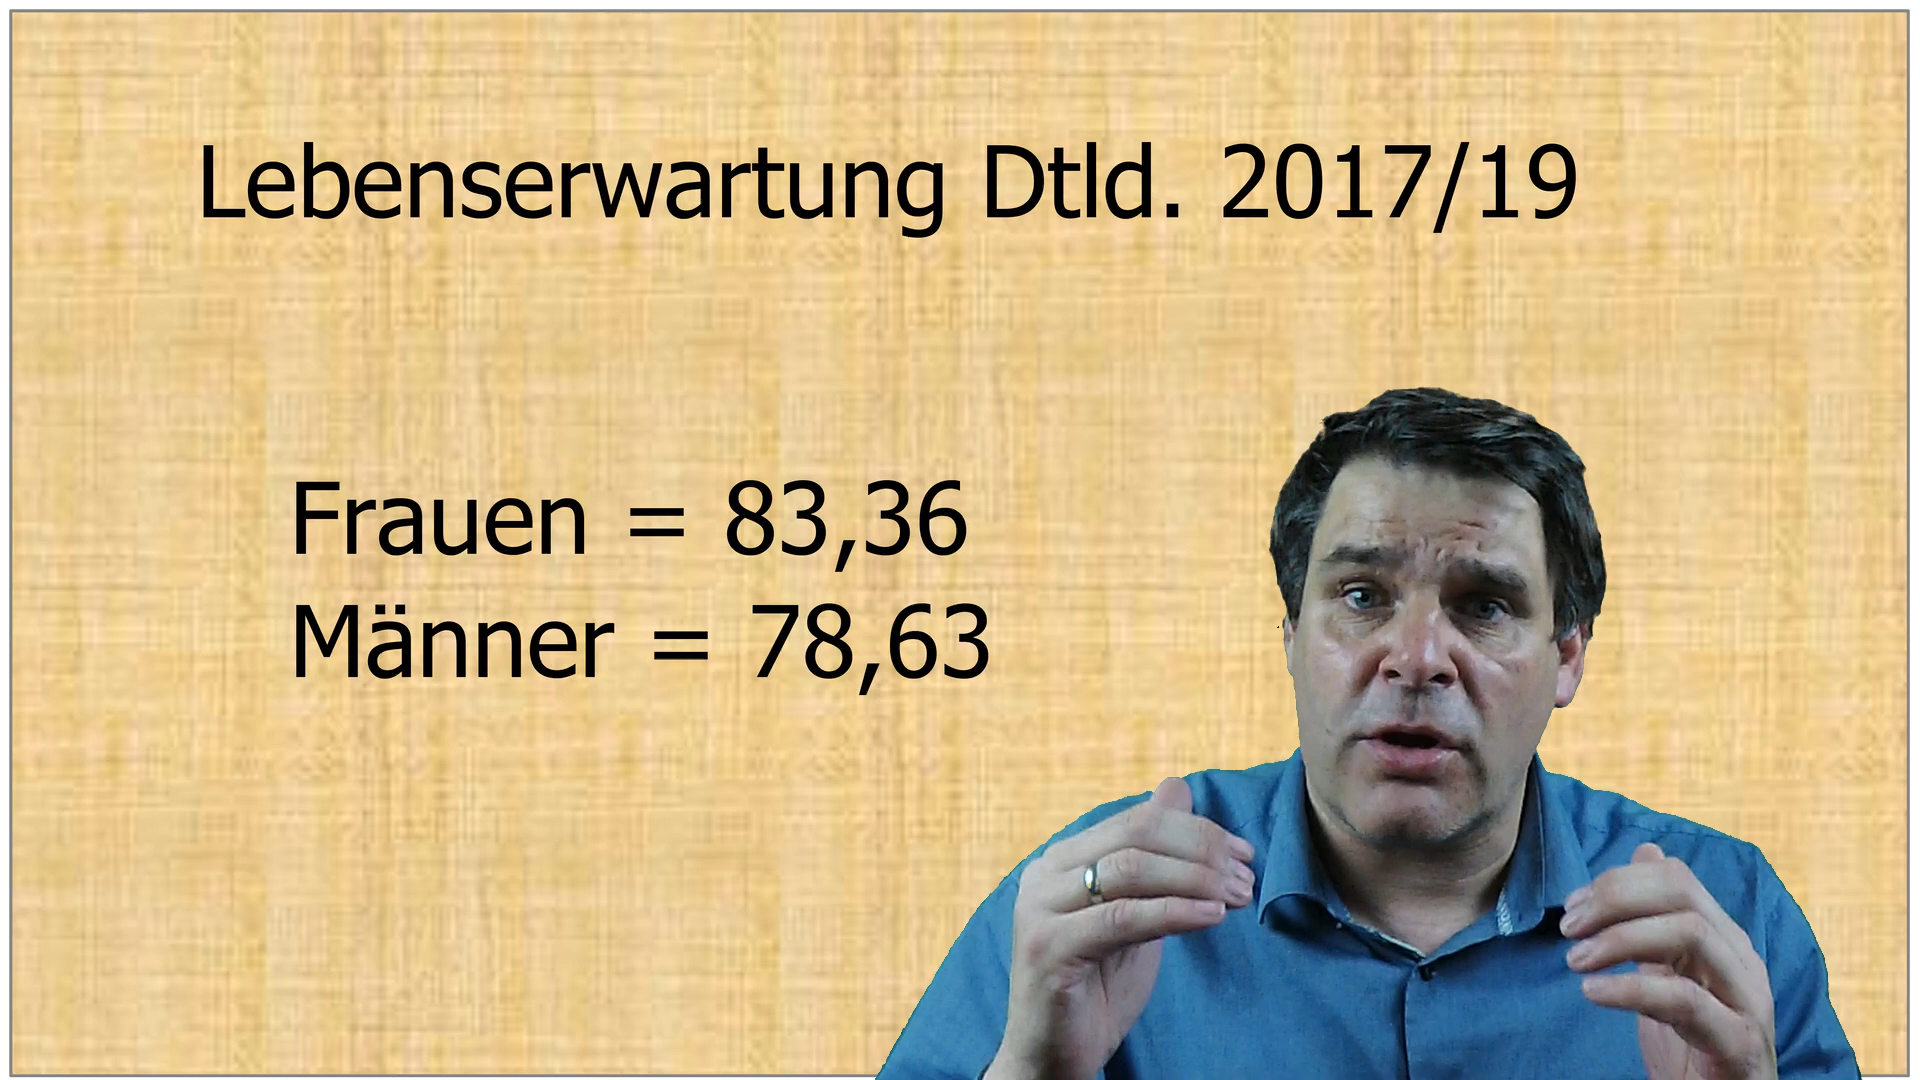 Lebenserwartung Dtld. 2017/19
Frauen = 83,36
Männer = 78,63